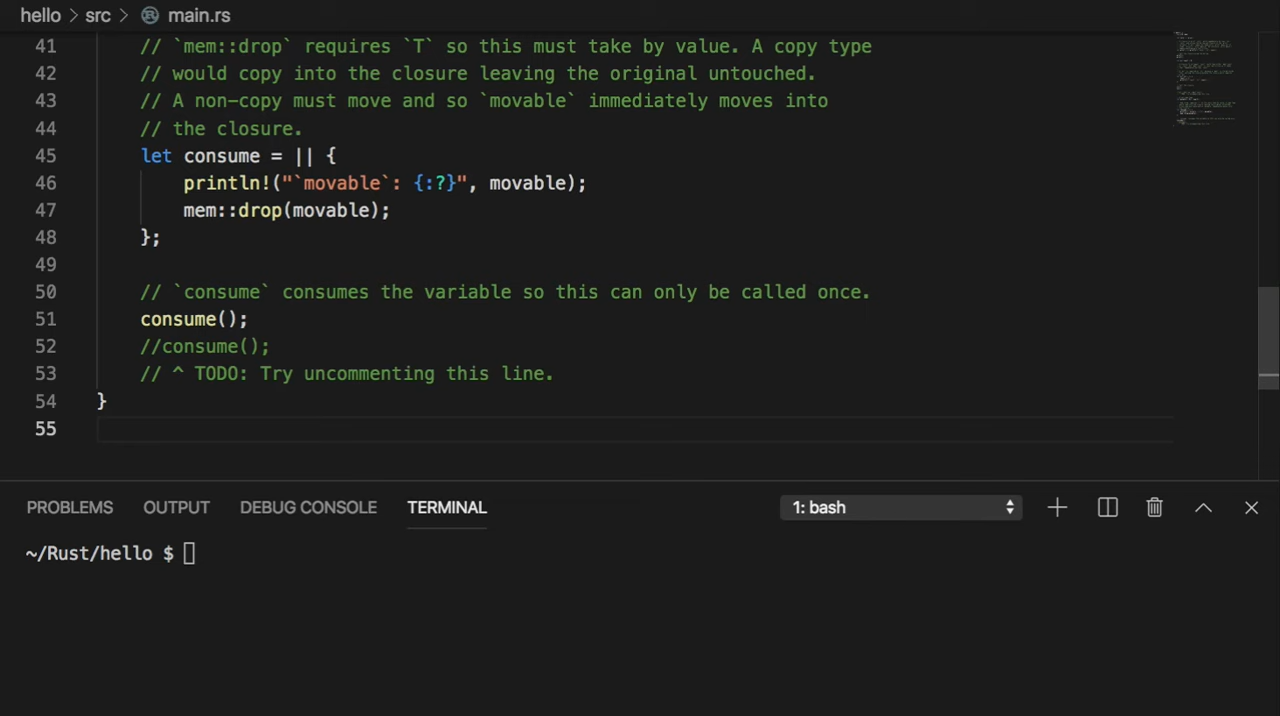 hello > src > main.rs
41 // `mem::drop` requires `T` so this must take by value. A copy type
42 // would copy into the closure leaving the original untouched.
43 // A non-copy must move and so `movable` immediately moves into
44 // the closure.
45 let consume = || {
46 println!("`movable`: {:?}", movable);
47 mem::drop(movable);
48 };
49
50 // `consume` consumes the variable so this can only be called once.
51 consume();
52 //consume();
53 // ^ TODO: Try uncommenting this line.
54 }
55
PROBLEMS OUTPUT DEBUG CONSOLE TERMINAL 1: bash
~/Rust/hello $